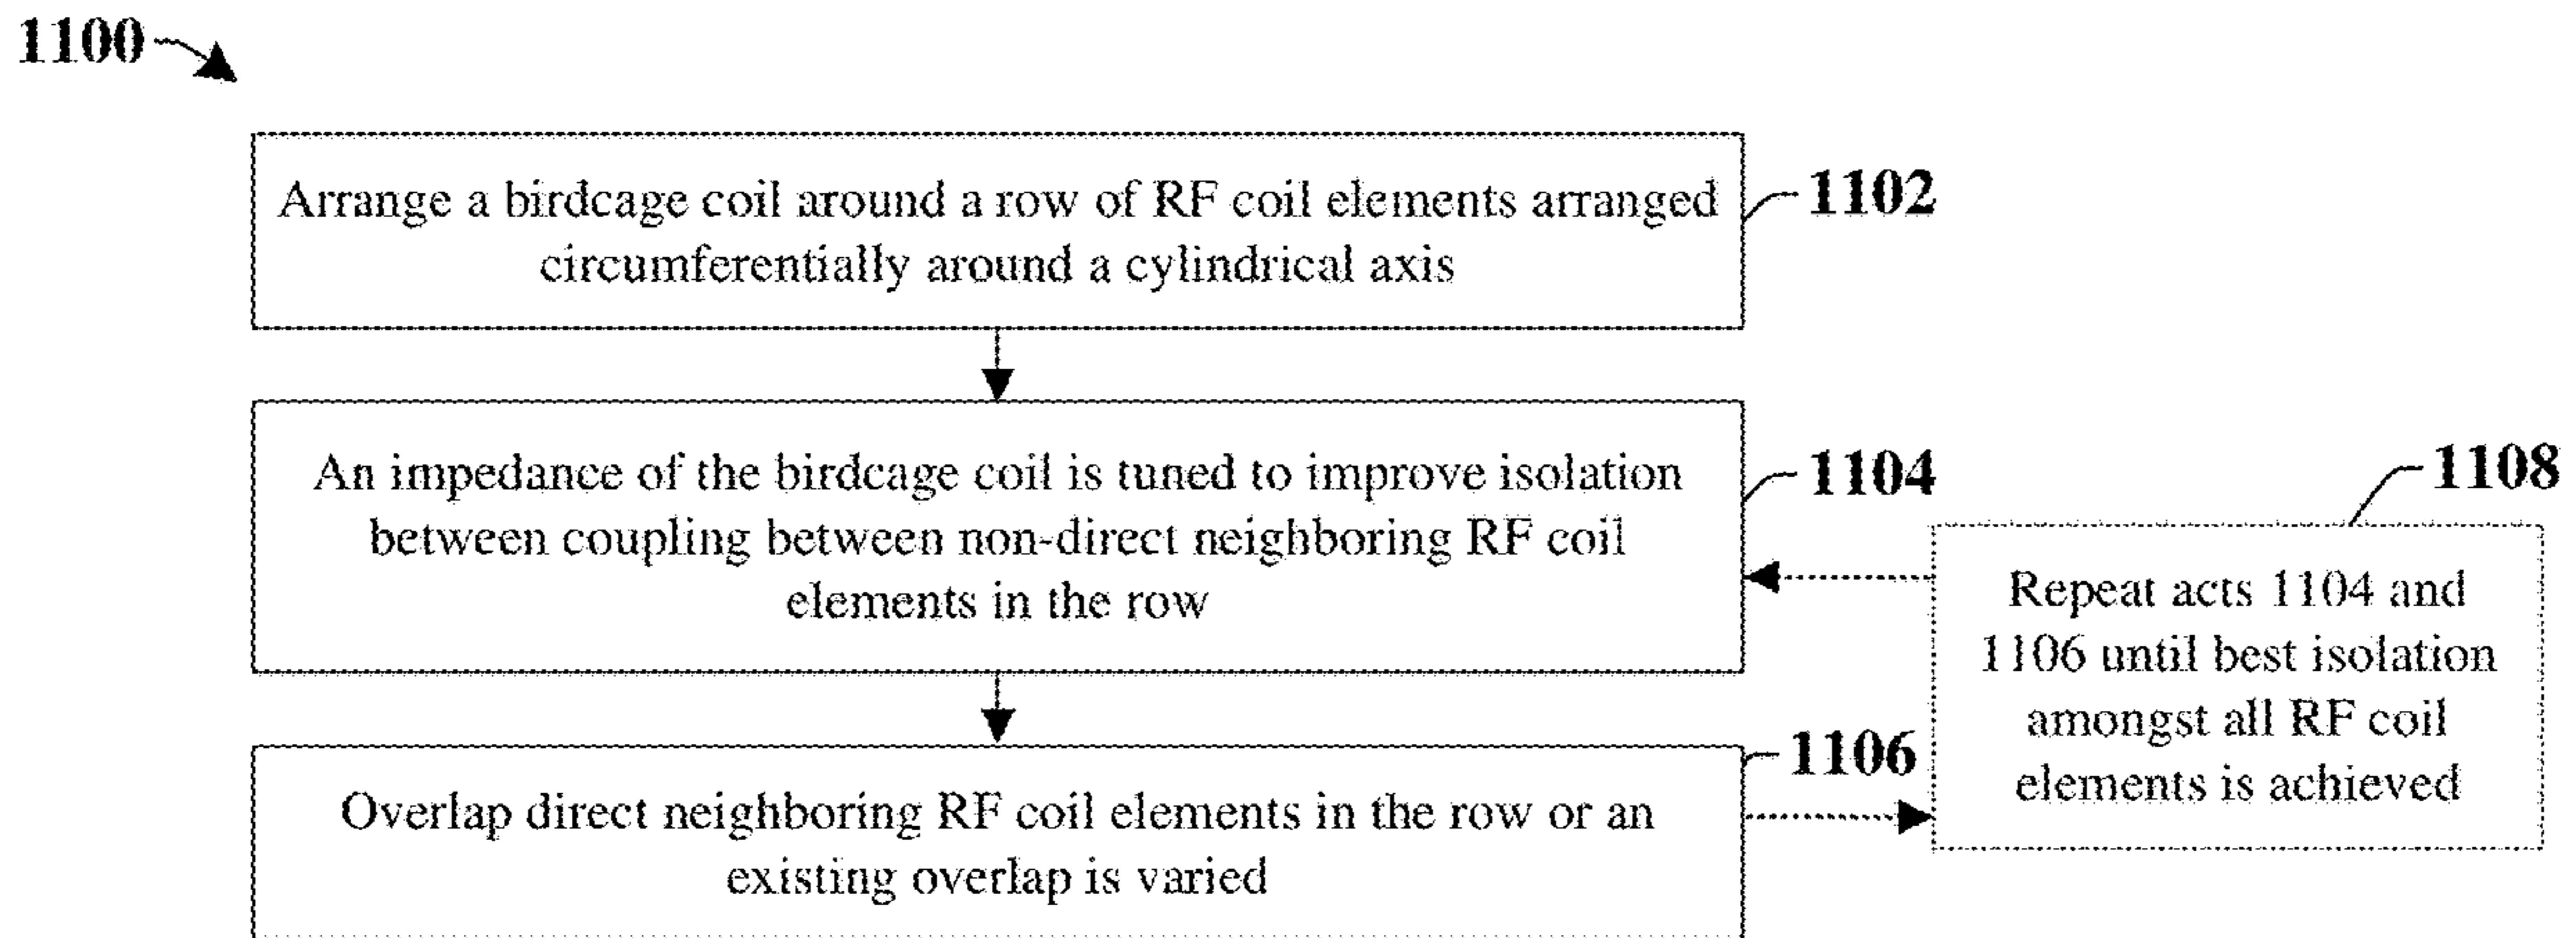 1100
Arrange a birdcage coil around a row of RF coil elements arranged
circumferentially around a cylindrical axis
1102
An impedance of the birdcage coil is tuned to improve isolation
between coupling between non-direct neighboring RF coil
elements in the row
1104
Overlap direct neighboring RF coil elements in the row or an
existing overlap is varied
1106
1108
Repeat acts 1104 and
1106 until best isolation
amongst all RF coil
elements is achieved